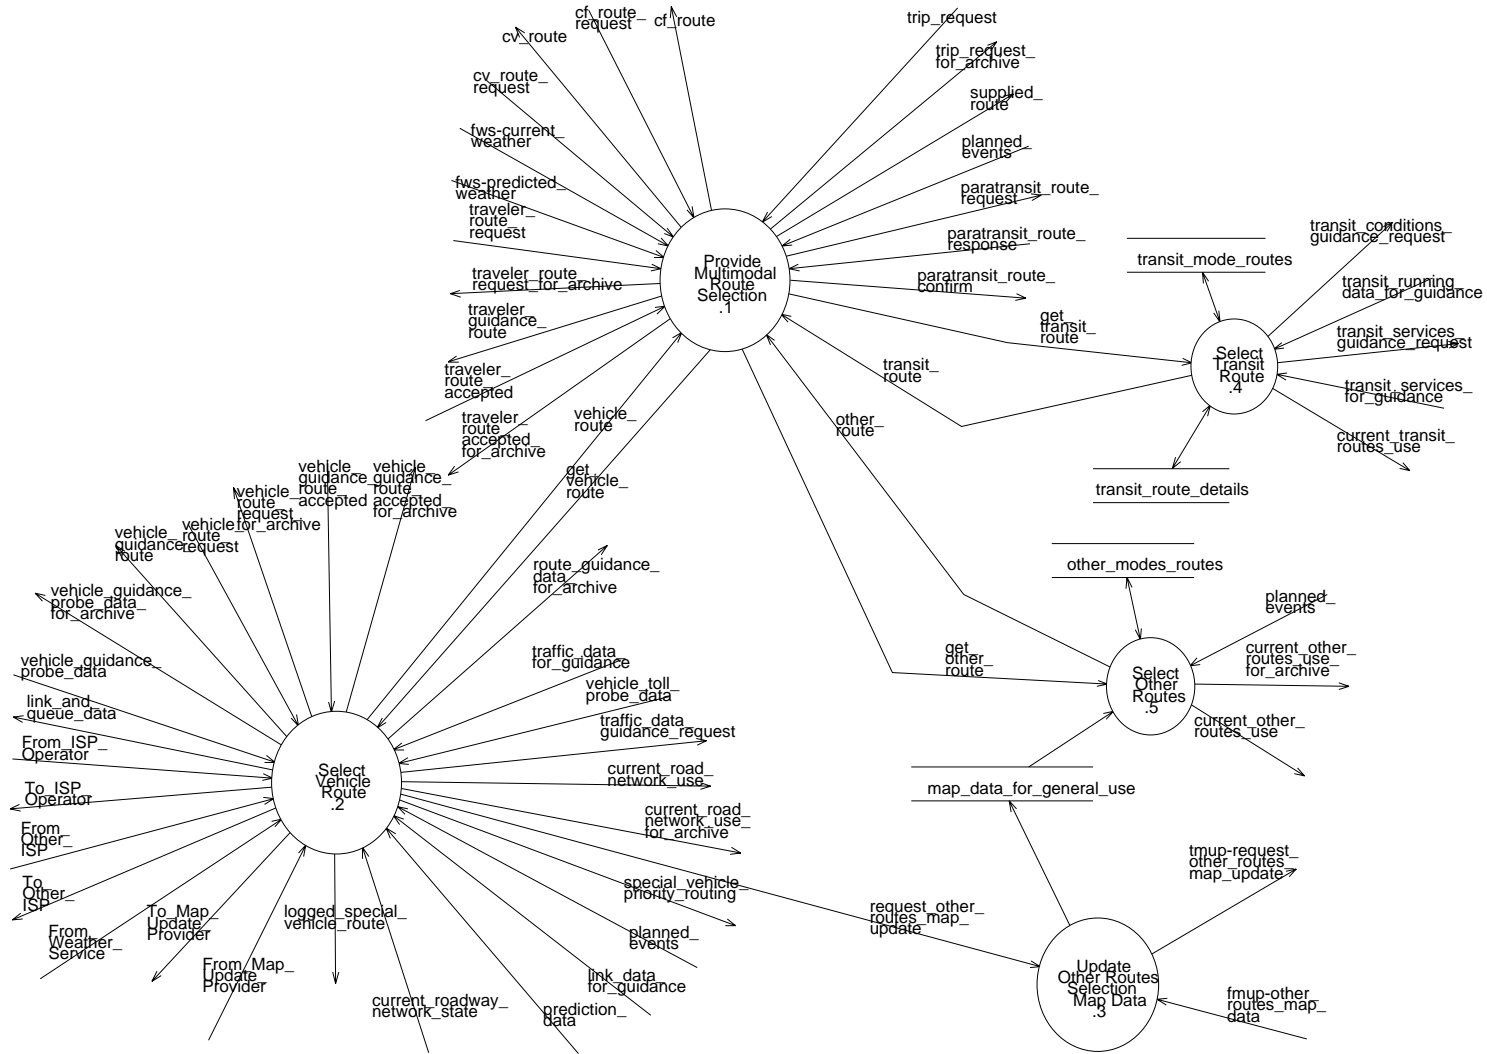 cf_route_
request
cf_route
cv_route
cv_route_
request
fws-current_
weather
fws-predicted_
weather
traveler_
route_
request
traveler_route_
request_for_archive
traveler_
guidance_
route
traveler_
route_
accepted
traveler_
route_
accepted_
for_archive
trip_request
trip_request_
for_archive
supplied_
route
planned_
events
paratransit_route_
request
paratransit_route_
response
paratransit_route_
confirm
Provide
Multimodal
Route
Selection
.1
get_
transit_
route
transit_
route
other_
route
vehicle_
route
get_
vehicle_
route
transit_mode_routes
transit_conditions_
guidance_request
transit_running_
data_for_guidance
transit_services_
guidance_request
transit_services_
for_guidance
current_transit_
routes_use
Select
Transit
Route
.4
transit_route_details
other_modes_routes
planned_
events
current_other_
routes_use_
for_archive
current_other_
routes_use
get_
other_
route
Select
Other
Routes
.5
map_data_for_general_use
tmup-request_
other_routes_
map_update_
request_other_
routes_map_
update
Update
Other Routes
Selection
Map Data
.3
fmup-other_
routes_map_
data
vehicle_
guidance_
route_
accepted
vehicle_
guidance_
route_
accepted_
for_archive
vehicle_
route_
request_
for_archive
vehicle_
route_
request
vehicle_
guidance_
route
vehicle_guidance_
probe_data_
for_archive
vehicle_guidance_
probe_data
link_and_
queue_data
From_ISP_
Operator
To_ISP_
Operator
From_
Other_
ISP
To_
Other_
ISP
From_
Weather_
Service
To_Map_
Update_
Provider
From_Map_
Update_
Provider
logged_special_
vehicle_route
current_roadway_
network_state
prediction_
data
link_data_
for_guidance
planned_
events
special_vehicle_
priority_routing
current_road_
network_use_
for_archive
current_road_
network_use
traffic_data_
guidance_request
vehicle_toll_
probe_data
traffic_data_
for_guidance
route_guidance_
data_
for_archive
Select
Vehicle
Route
.2